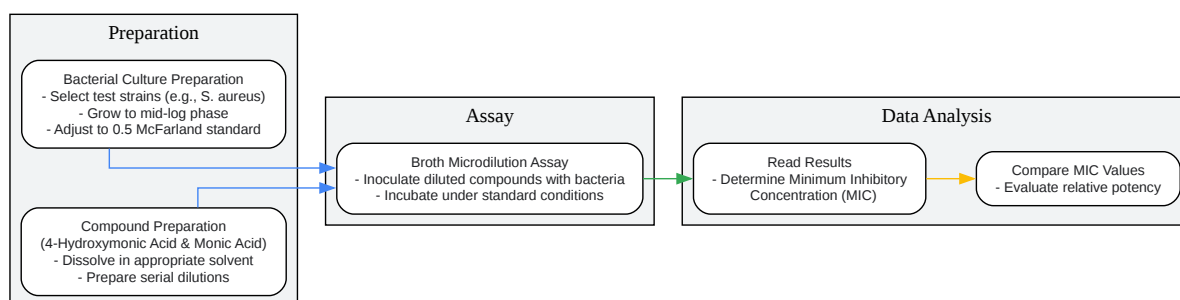 Preparation
Bacterial Culture Preparation
- Select test strains (e.g., S. aureus)
- Grow to mid-log phase
- Adjust to 0.5 McFarland standard
Compound Preparation
(4-Hydroxymonic Acid & Monic Acid)
- Dissolve in appropriate solvent
- Prepare serial dilutions
Assay
Broth Microdilution Assay
- Inoculate diluted compounds with bacteria
- Incubate under standard conditions
Data Analysis
Read Results
- Determine Minimum Inhibitory
Concentration (MIC)
Compare MIC Values
- Evaluate relative potency